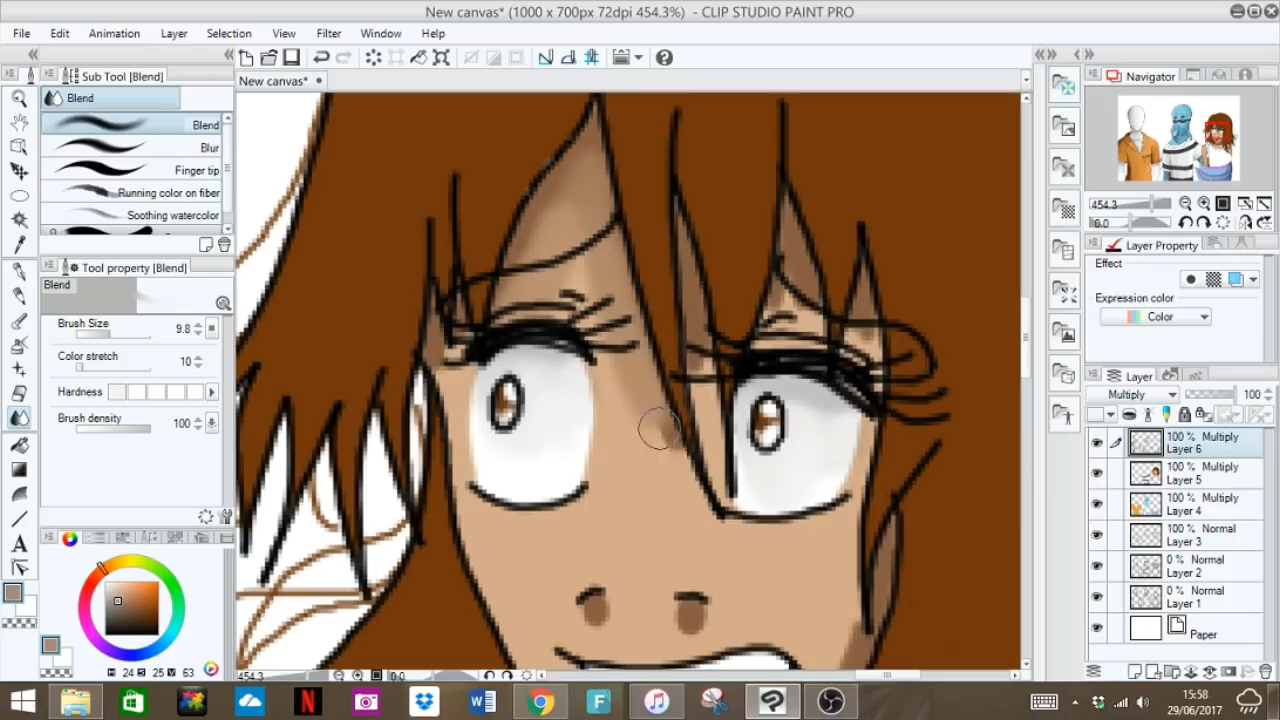 New canvas* (1000 x 700px 72dpi 454.3%) - CLIP STUDIO PAINT PRO
File Edit Animation Layer Selection View Filter Window Help
Sub Tool [Blend]
New canvas*
Navigator
Blend
Blend
Blur
Finger tip
Running color on fiber
Soothing watercolor
454.3
0.0
Tool property [Blend]
Layer Property
Blend
Effect
Brush Size 9.8
Expression color
Color
Color stretch 10
Hardness
Brush density 100
Layer
Multiply 100
100 % Multiply
Layer 6
100 % Multiply
Layer 5
100 % Multiply
Layer 4
100 % Normal
Layer 3
0 % Normal
Layer 2
0 % Normal
Layer 1
Paper
H 24 S 25 V 63
454.3 0.0
15:58
29/06/2017